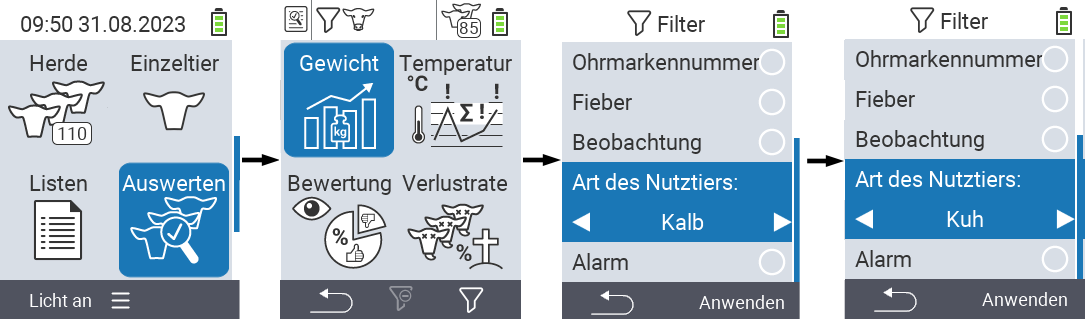 09:50 31.08.2023
Herde
Einzeltier
110
Listen
Auswerten
Licht an
85
Gewicht
Temperatur
kg
°C
! !
Σ!
Bewertung
Verlustrate
%
%
Filter
Ohrmarkennummer
Fieber
Beobachtung
Art des Nutztiers:
Kalb
Alarm
Anwenden
Filter
Ohrmarkennummer
Fieber
Beobachtung
Art des Nutztiers:
Kuh
Alarm
Anwenden